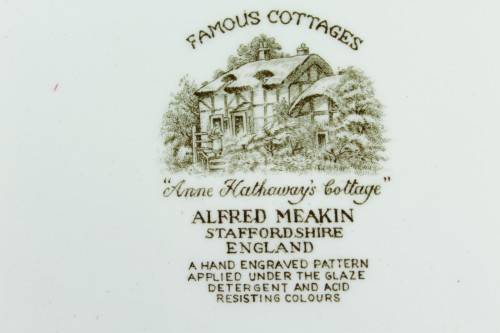 FAMOUS COTTAGES
"Anne Hathaway's Cottage"
ALFRED MEAKIN
STAFFORDSHIRE
ENGLAND
A HAND ENGRAVED PATTERN
APPLIED UNDER THE GLAZE
DETERGENT AND ACID
RESISTING COLOURS